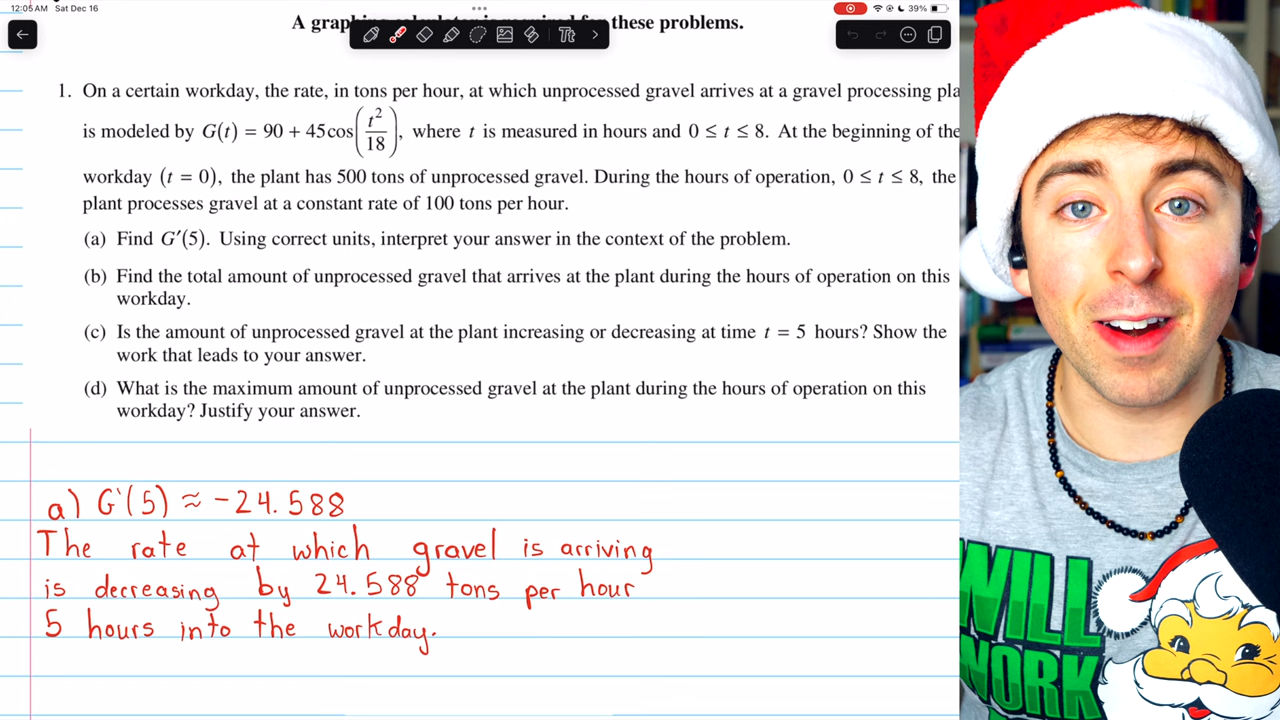 12:05 AM Sat Dec 16
39%
A graphing calculator is required for these problems.
Tt
1. On a certain workday, the rate, in tons per hour, at which unprocessed gravel arrives at a gravel processing pla
is modeled by G(t) = 90 + 45cos(t²/18), where t is measured in hours and 0 ≤ t ≤ 8. At the beginning of the
workday (t = 0), the plant has 500 tons of unprocessed gravel. During the hours of operation, 0 ≤ t ≤ 8, the
plant processes gravel at a constant rate of 100 tons per hour.
(a) Find G′(5). Using correct units, interpret your answer in the context of the problem.
(b) Find the total amount of unprocessed gravel that arrives at the plant during the hours of operation on this
workday.
(c) Is the amount of unprocessed gravel at the plant increasing or decreasing at time t = 5 hours? Show the
work that leads to your answer.
(d) What is the maximum amount of unprocessed gravel at the plant during the hours of operation on this
workday? Justify your answer.
a) G'(5) ≈ -24.588
The rate at which gravel is arriving
is decreasing by 24.588 tons per hour
5 hours into the workday.
WILL
WORK